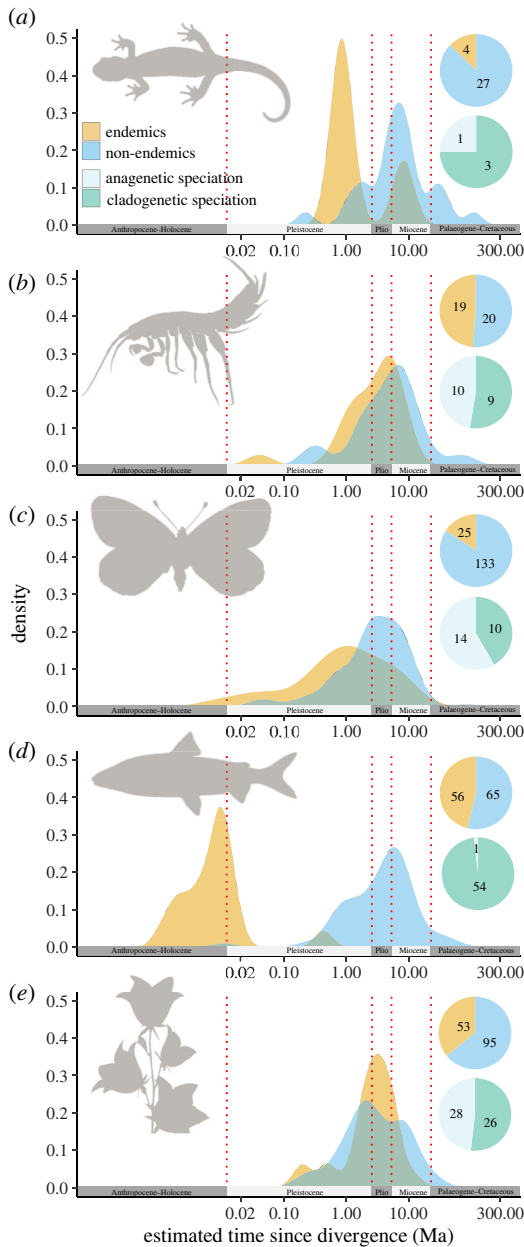 (a)
0.5
0.4
0.3
0.2
0.1
0.0
endemics
non-endemics
anagenetic speciation
cladogenetic speciation
4
27
1
3
Anthropocene–Holocene Pleistocene Plio Miocene Palaeogene–Cretaceous
0.02 0.10 1.00 10.00 300.00
(b)
0.5
0.4
0.3
0.2
0.1
0.0
19 20
10 9
Anthropocene–Holocene Pleistocene Plio Miocene Palaeogene–Cretaceous
0.02 0.10 1.00 10.00 300.00
(c)
density
0.5
0.4
0.3
0.2
0.1
0.0
25
133
14 10
Anthropocene–Holocene Pleistocene Plio Miocene Palaeogene–Cretaceous
0.02 0.10 1.00 10.00 300.00
(d)
0.5
0.4
0.3
0.2
0.1
0.0
56 65
1
54
Anthropocene–Holocene Pleistocene Plio Miocene Palaeogene–Cretaceous
0.02 0.10 1.00 10.00 300.00
(e)
0.5
0.4
0.3
0.2
0.1
0.0
53
95
28 26
Anthropocene–Holocene Pleistocene Plio Miocene Palaeogene–Cretaceous
0.02 0.10 1.00 10.00 300.00
estimated time since divergence (Ma)